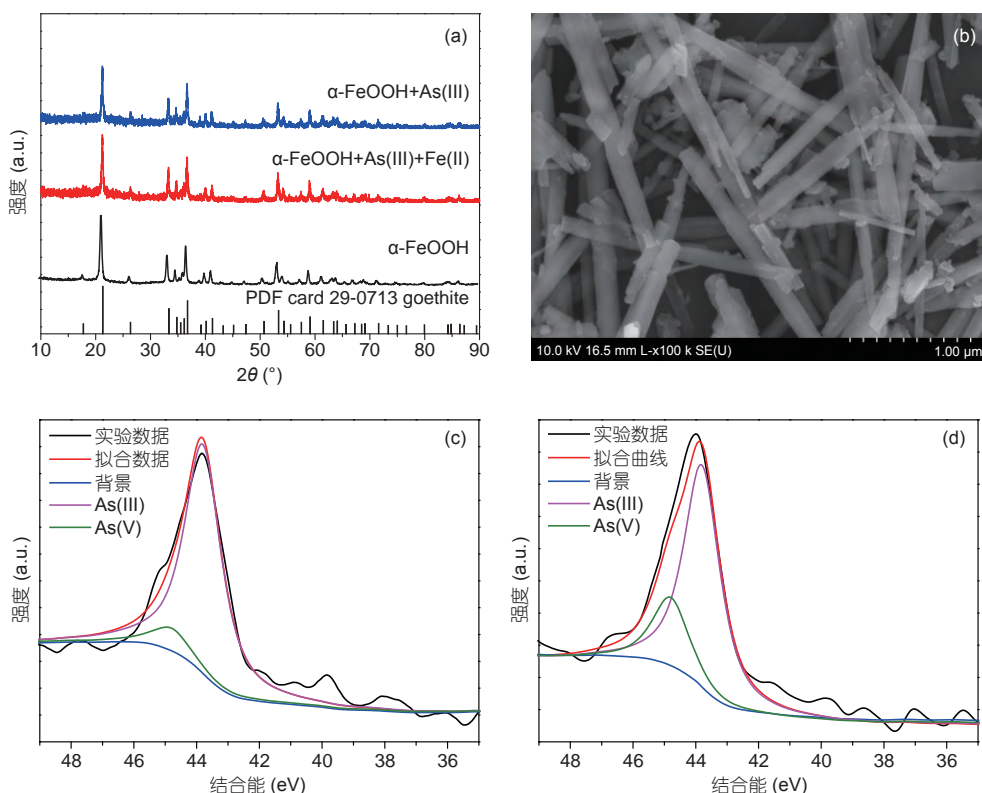 (a)
α-FeOOH+As(III)
α-FeOOH+As(III)+Fe(II)
α-FeOOH
PDF card 29-0713 goethite
强度 (a.u.)
10 20 30 40 50 60 70 80 90
2θ (°)
(b)
10.0 kV 16.5 mm L-x100 k SE(U)
1.00 μm
(c)
实验数据
拟合数据
背景
As(III)
As(V)
强度 (a.u.)
48 46 44 42 40 38 36
结合能 (eV)
(d)
实验数据
拟合曲线
背景
As(III)
As(V)
强度 (a.u.)
48 46 44 42 40 38 36
结合能 (eV)